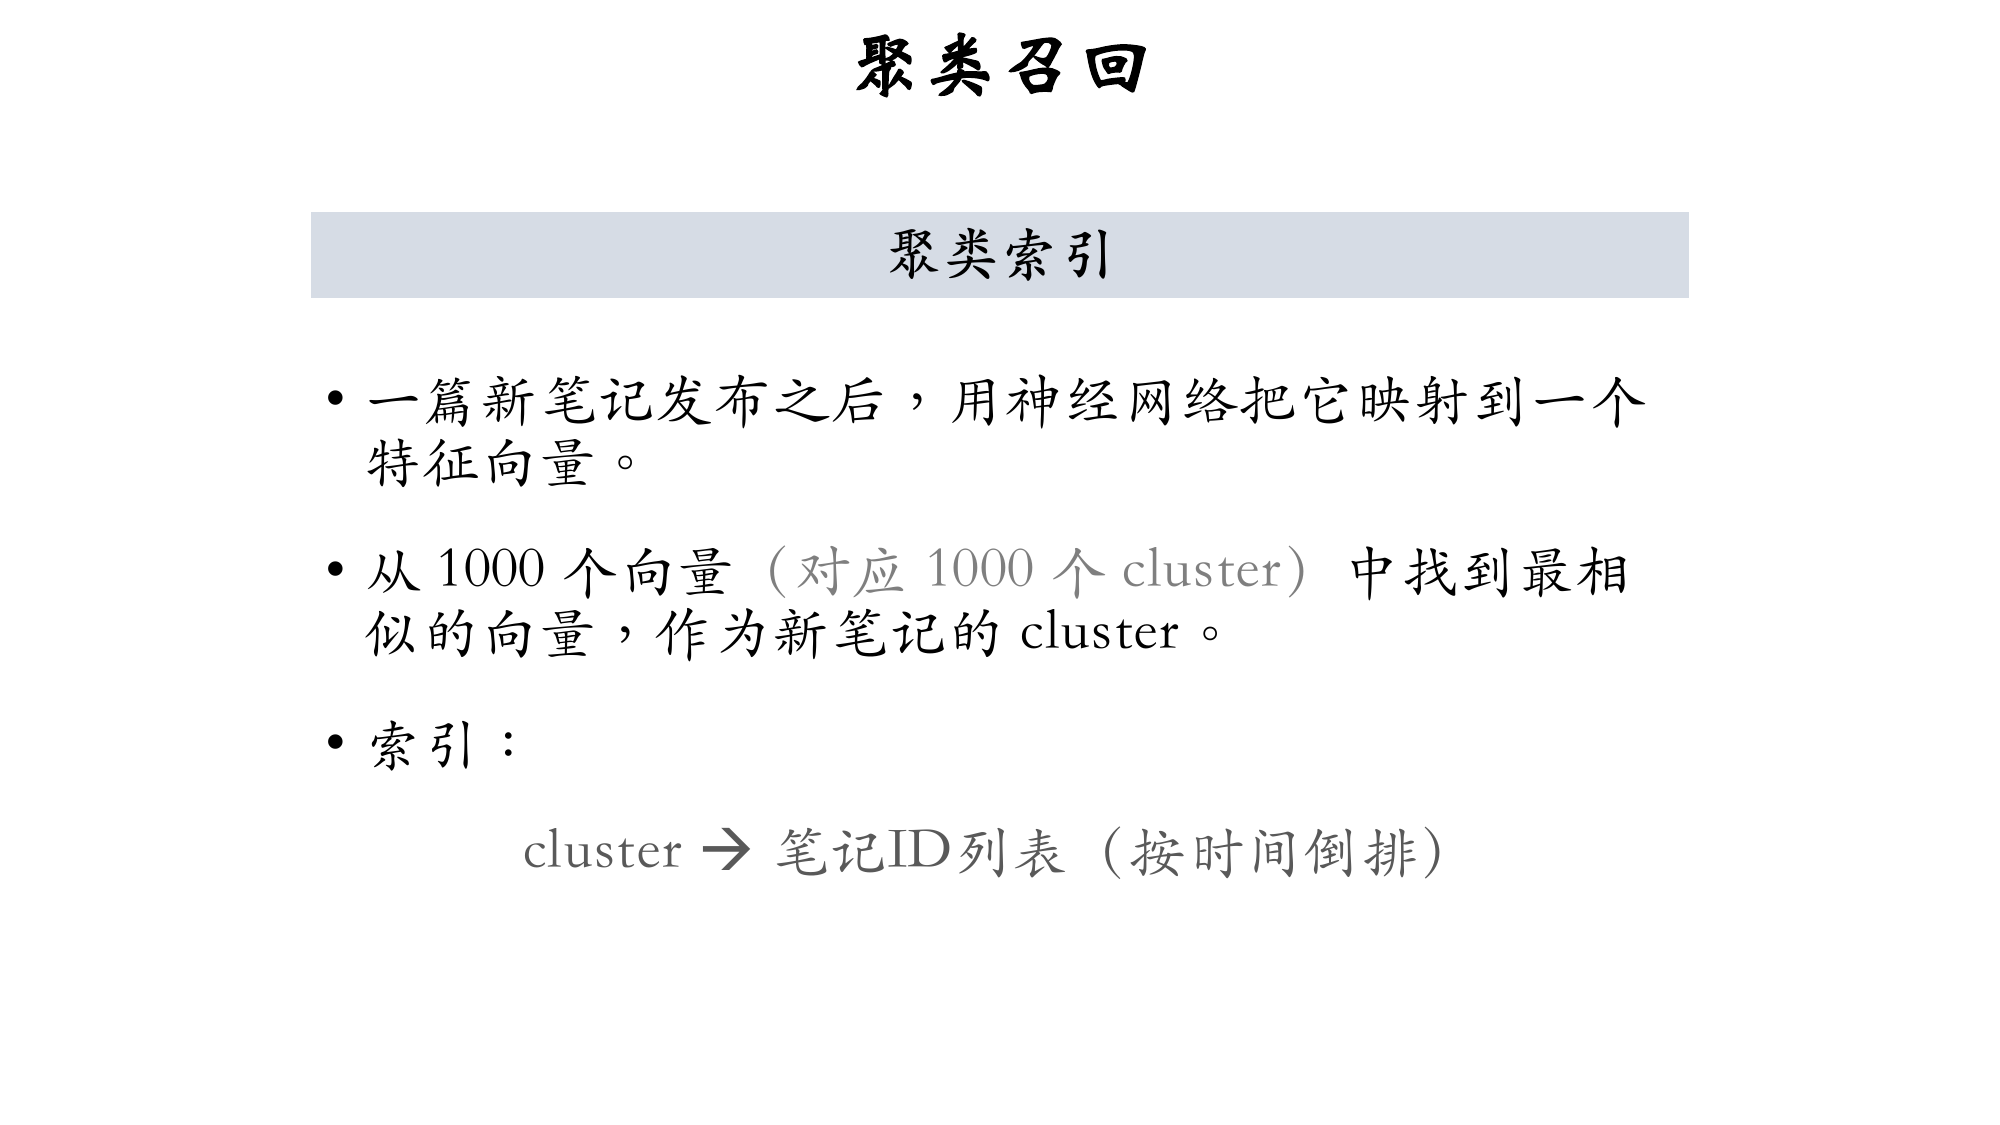 聚类召回
聚类索引
• 一篇新笔记发布之后，用神经网络把它映射到一个
特征向量。
• 从 1000 个向量（对应 1000 个 cluster）中找到最相
似的向量，作为新笔记的 cluster。
• 索引：
cluster → 笔记ID列表（按时间倒排）